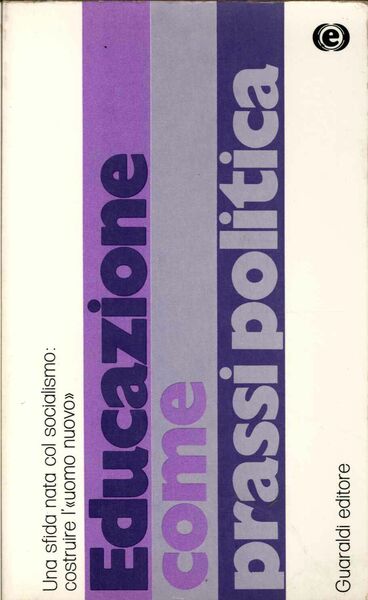 Una sfida nata col socialismo:
costruire l'«uomo nuovo»
Educazione
come
prassi politica
Guaraldi editore
e